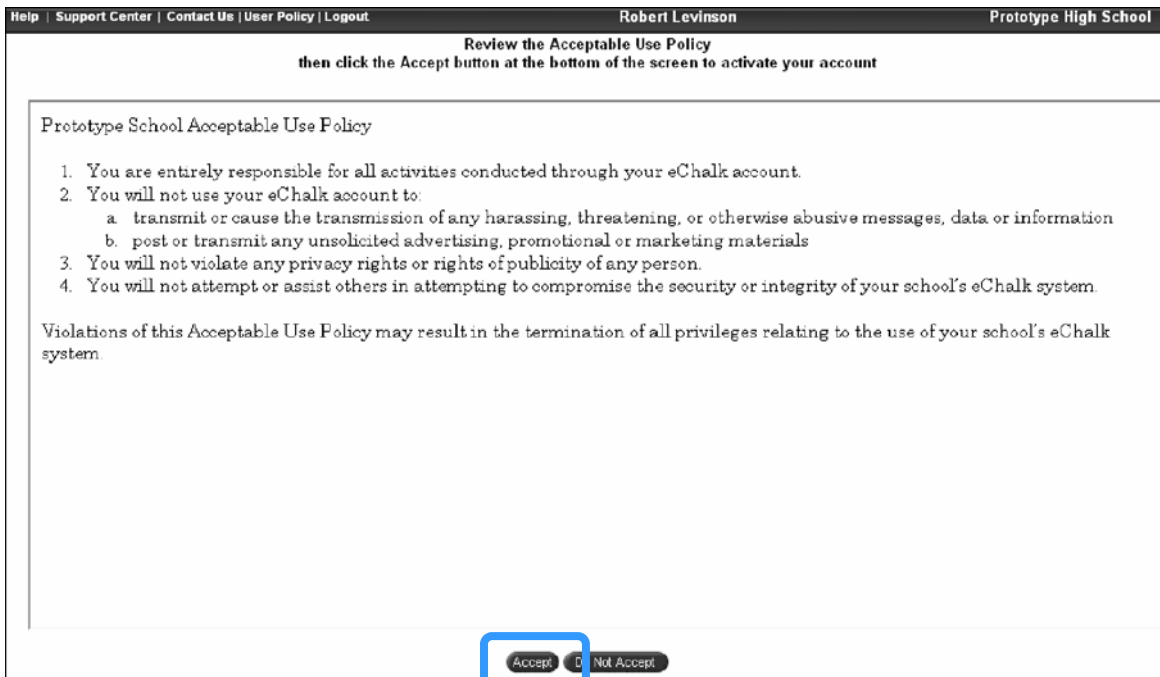 Help | Support Center | Contact Us | User Policy | Logout Robert Levinson Prototype High School
Review the Acceptable Use Policy
then click the Accept button at the bottom of the screen to activate your account
Prototype School Acceptable Use Policy
1. You are entirely responsible for all activities conducted through your eChalk account.
2. You will not use your eChalk account to:
a. transmit or cause the transmission of any harassing, threatening, or otherwise abusive messages, data or information
b. post or transmit any unsolicited advertising, promotional or marketing materials
3. You will not violate any privacy rights or rights of publicity of any person.
4. You will not attempt or assist others in attempting to compromise the security or integrity of your school's eChalk system.
Violations of this Acceptable Use Policy may result in the termination of all privileges relating to the use of your school's eChalk
system.
Accept Do Not Accept